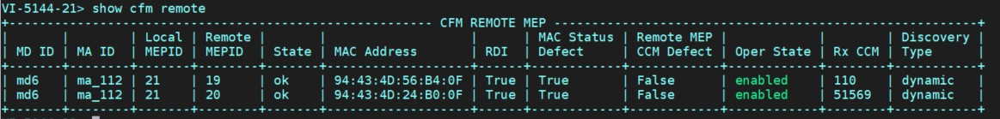 VI-5144-21> show cfm remote
+------------------------------------------------------------ CFM REMOTE MEP -------------------------------------------------------------+
|       |        | Local | Remote |       |                   |      | MAC Status | Remote MEP |            |        | Discovery |
| MD ID | MA ID  | MEPID | MEPID  | State | MAC Address       | RDI  | Defect     | CCM Defect | Oper State | Rx CCM | Type      |
+-------+--------+-------+--------+-------+-------------------+------+------------+------------+------------+--------+-----------+
| md6   | ma_112 | 21    | 19     | ok    | 94:43:4D:56:B4:0F | True | True       | False      | enabled    | 110    | dynamic   |
| md6   | ma_112 | 21    | 20     | ok    | 94:43:4D:24:B0:0F | True | True       | False      | enabled    | 51569  | dynamic   |
+-------+--------+-------+--------+-------+-------------------+------+------------+------------+------------+--------+-----------+